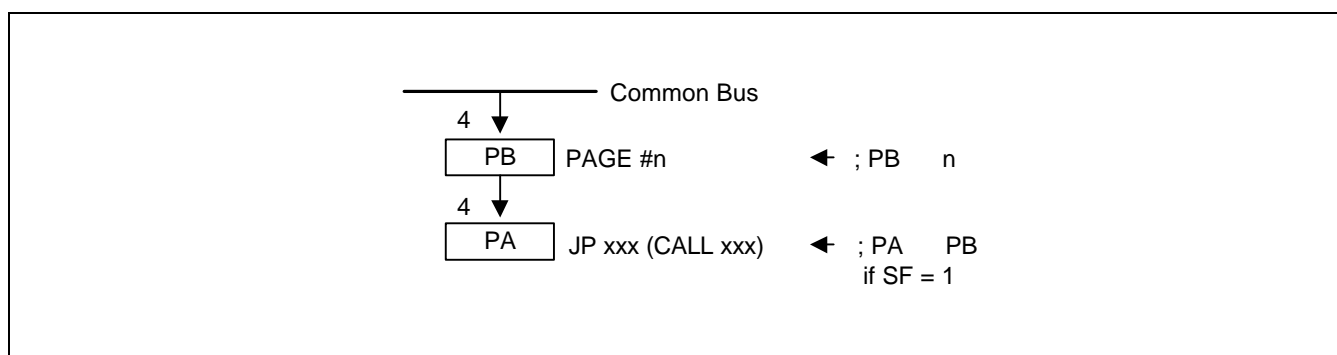 Common Bus
4
PB PAGE #n ← ; PB n
4
PA JP xxx (CALL xxx) ← ; PA PB
if SF = 1